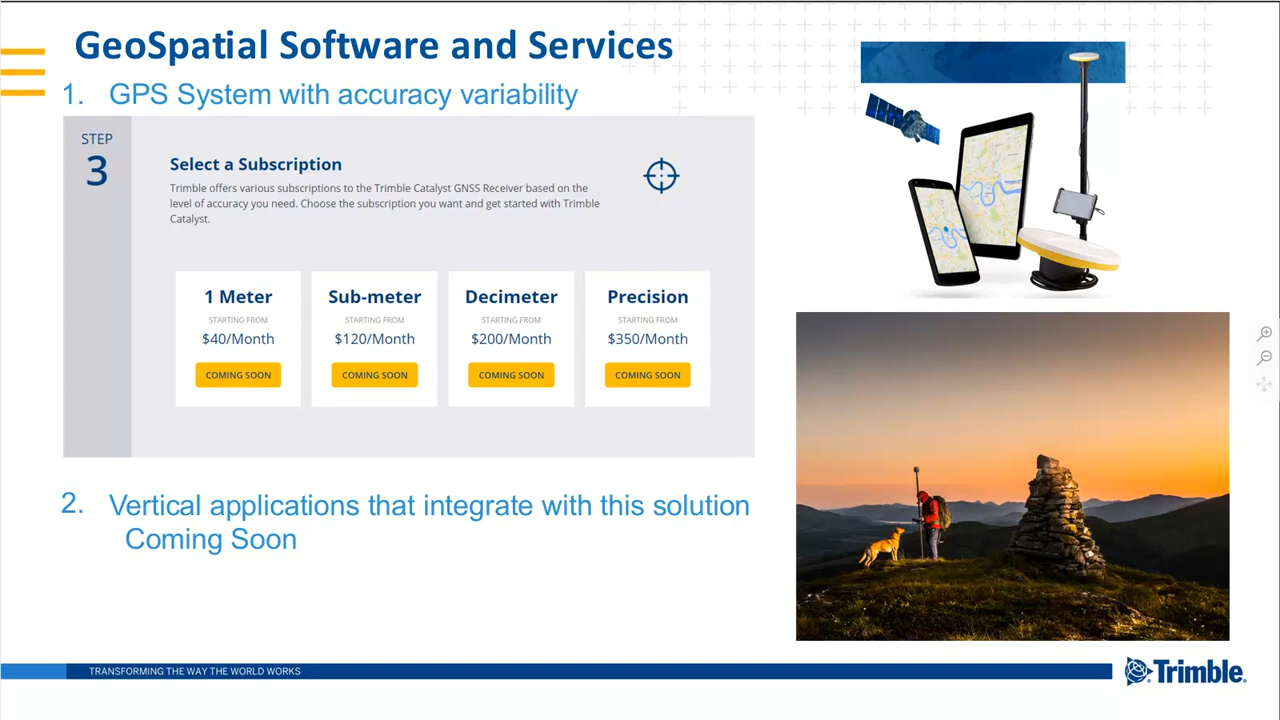 GeoSpatial Software and Services
1. GPS System with accuracy variability
STEP
3
Select a Subscription
Trimble offers various subscriptions to the Trimble Catalyst GNSS Receiver based on the
level of accuracy you need. Choose the subscription you want and get started with Trimble
Catalyst.
1 Meter
STARTING FROM
$40/Month
COMING SOON
Sub-meter
STARTING FROM
$120/Month
COMING SOON
Decimeter
STARTING FROM
$200/Month
COMING SOON
Precision
STARTING FROM
$350/Month
COMING SOON
2. Vertical applications that integrate with this solution
Coming Soon
TRANSFORMING THE WAY THE WORLD WORKS
Trimble.